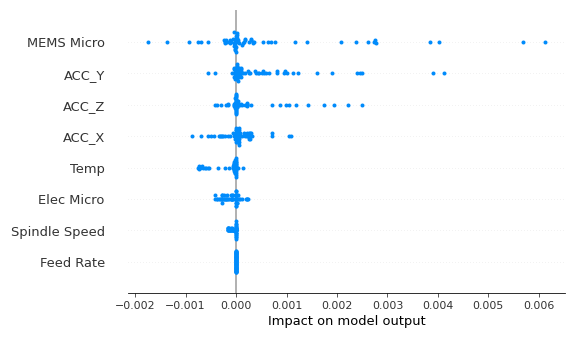 MEMS Micro
ACC_Y
ACC_Z
ACC_X
Temp
Elec Micro
Spindle Speed
Feed Rate
−0.002 −0.001 0.000 0.001 0.002 0.003 0.004 0.005 0.006
Impact on model output